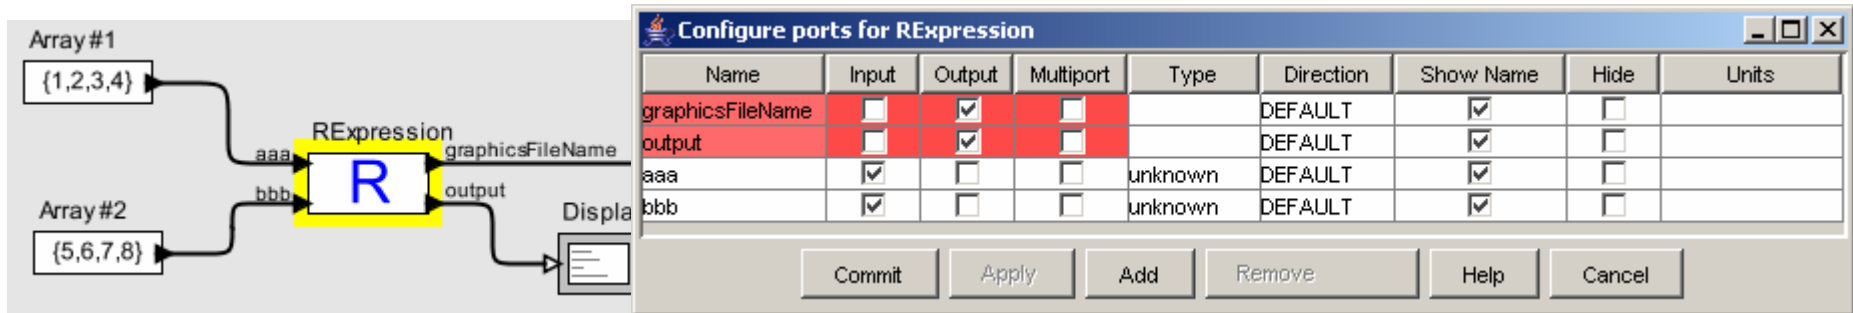 Array #1
{1,2,3,4}
RExpression
aaa
graphicsFileName
R
bbb
output
Array #2
Displa
{5,6,7,8}
Configure ports for RExpression
Name Input Output Multiport Type Direction Show Name Hide Units
graphicsFileName DEFAULT
output DEFAULT
aaa unknown DEFAULT
bbb unknown DEFAULT
Commit Apply Add Remove Help Cancel